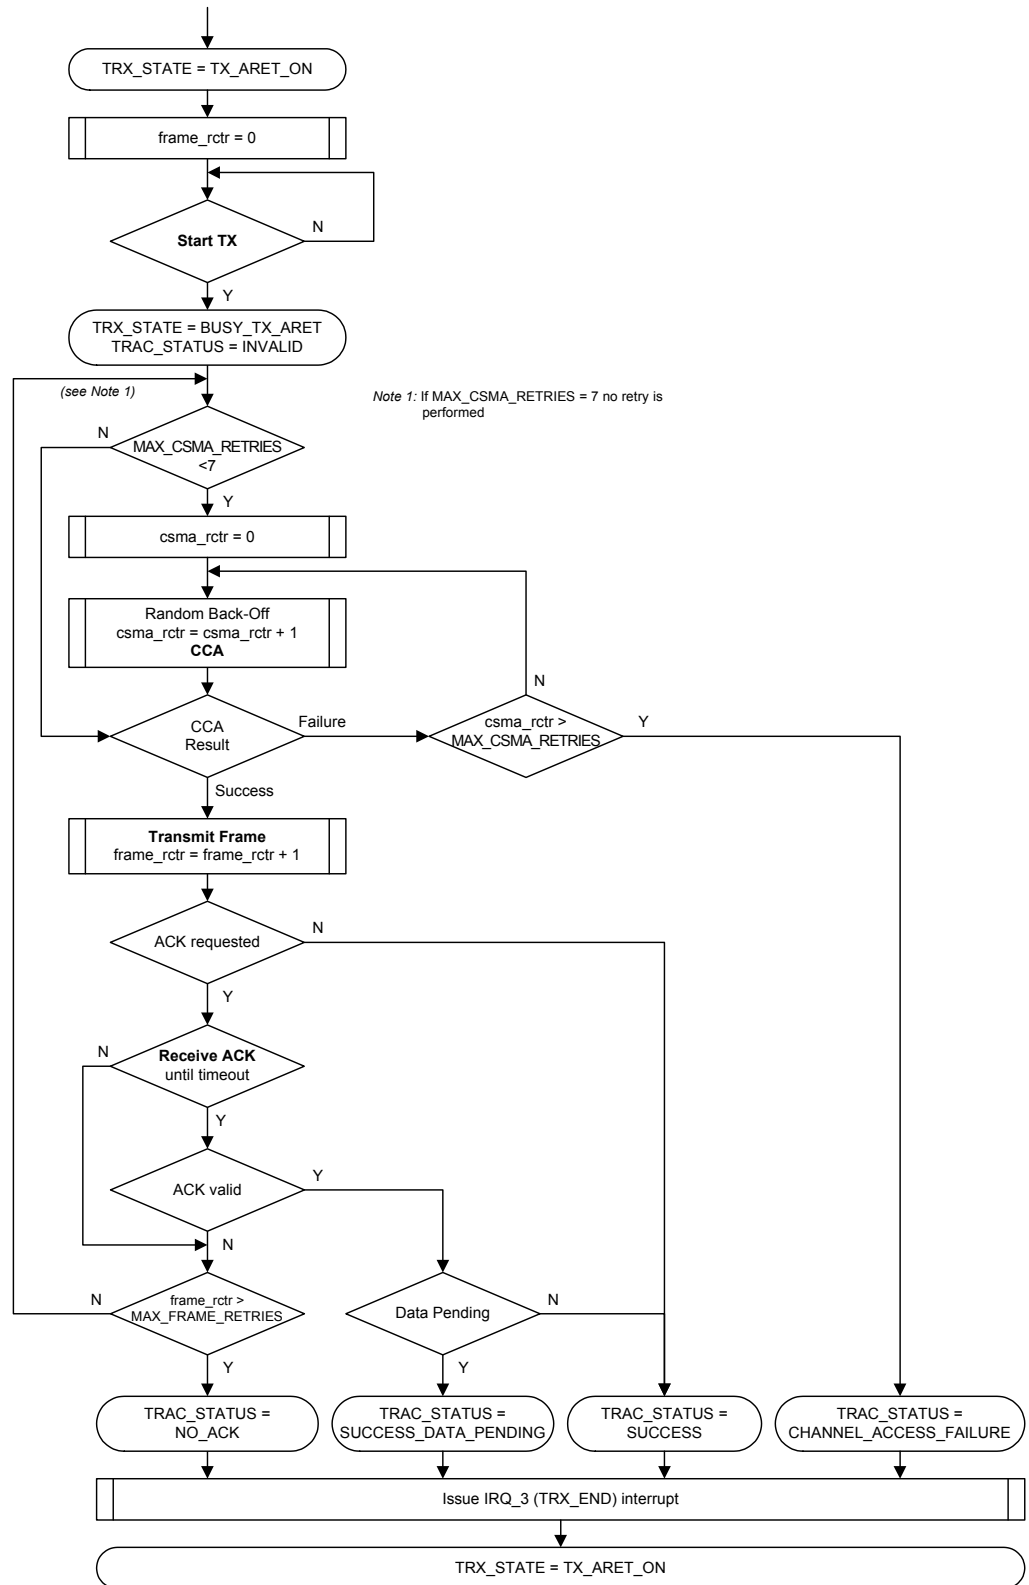 TRX_STATE = TX_ARET_ON
frame_rctr = 0
Start TX
N
Y
TRX_STATE = BUSY_TX_ARET
TRAC_STATUS = INVALID
(see Note 1)
Note 1: If MAX_CSMA_RETRIES = 7 no retry is
performed
N
MAX_CSMA_RETRIES
<7
Y
csma_rctr = 0
Random Back-Off
csma_rctr = csma_rctr + 1
CCA
N
CCA
Result
Failure
csma_rctr >
MAX_CSMA_RETRIES
Y
Success
Transmit Frame
frame_rctr = frame_rctr + 1
ACK requested
N
Y
N
Receive ACK
until timeout
Y
ACK valid
Y
N
N
frame_rctr >
MAX_FRAME_RETRIES
Data Pending
N
Y
Y
TRAC_STATUS =
NO_ACK
TRAC_STATUS =
SUCCESS_DATA_PENDING
TRAC_STATUS =
SUCCESS
TRAC_STATUS =
CHANNEL_ACCESS_FAILURE
Issue IRQ_3 (TRX_END) interrupt
TRX_STATE = TX_ARET_ON